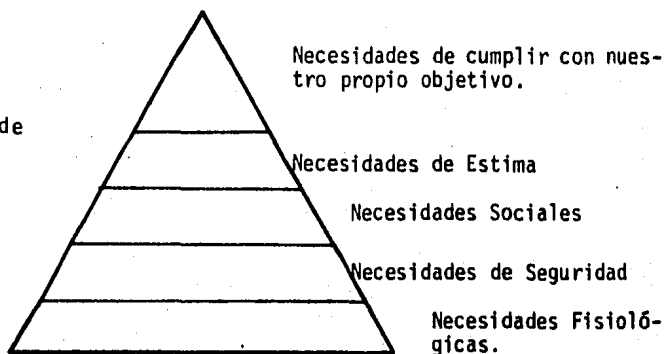 Necesidades de cumplir con nues-
tro propio objetivo.
de
Necesidades de Estima
Necesidades Sociales
Necesidades de Seguridad
Necesidades Fisioló-
gicas.